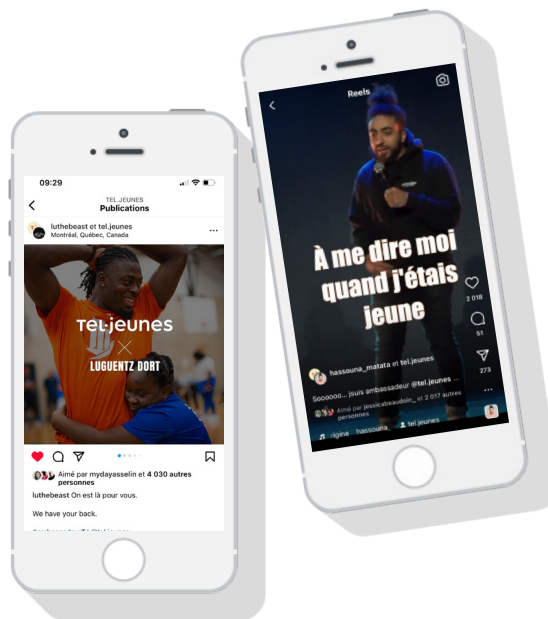 09:29
TEL.JEUNES
Publications
luthebeast et tel.jeunes
Montréal, Québec, Canada
Tel-jeunes
LUGUENTZ DORT
Aimé par mydayasselin et 4 030 autres
personnes
luthebeast On est là pour vous.
We have your back.
Reels
À me dire moi
quand j'étais
jeune
2 018
51
273
hassouna_matata et tel.jeunes
Sooooo... jsuis ambassadeur @tel.jeunes ...
Aimé par jessicabeaudoin_ et 2 017 autres
personnes
hassouna_ tel.jeunes